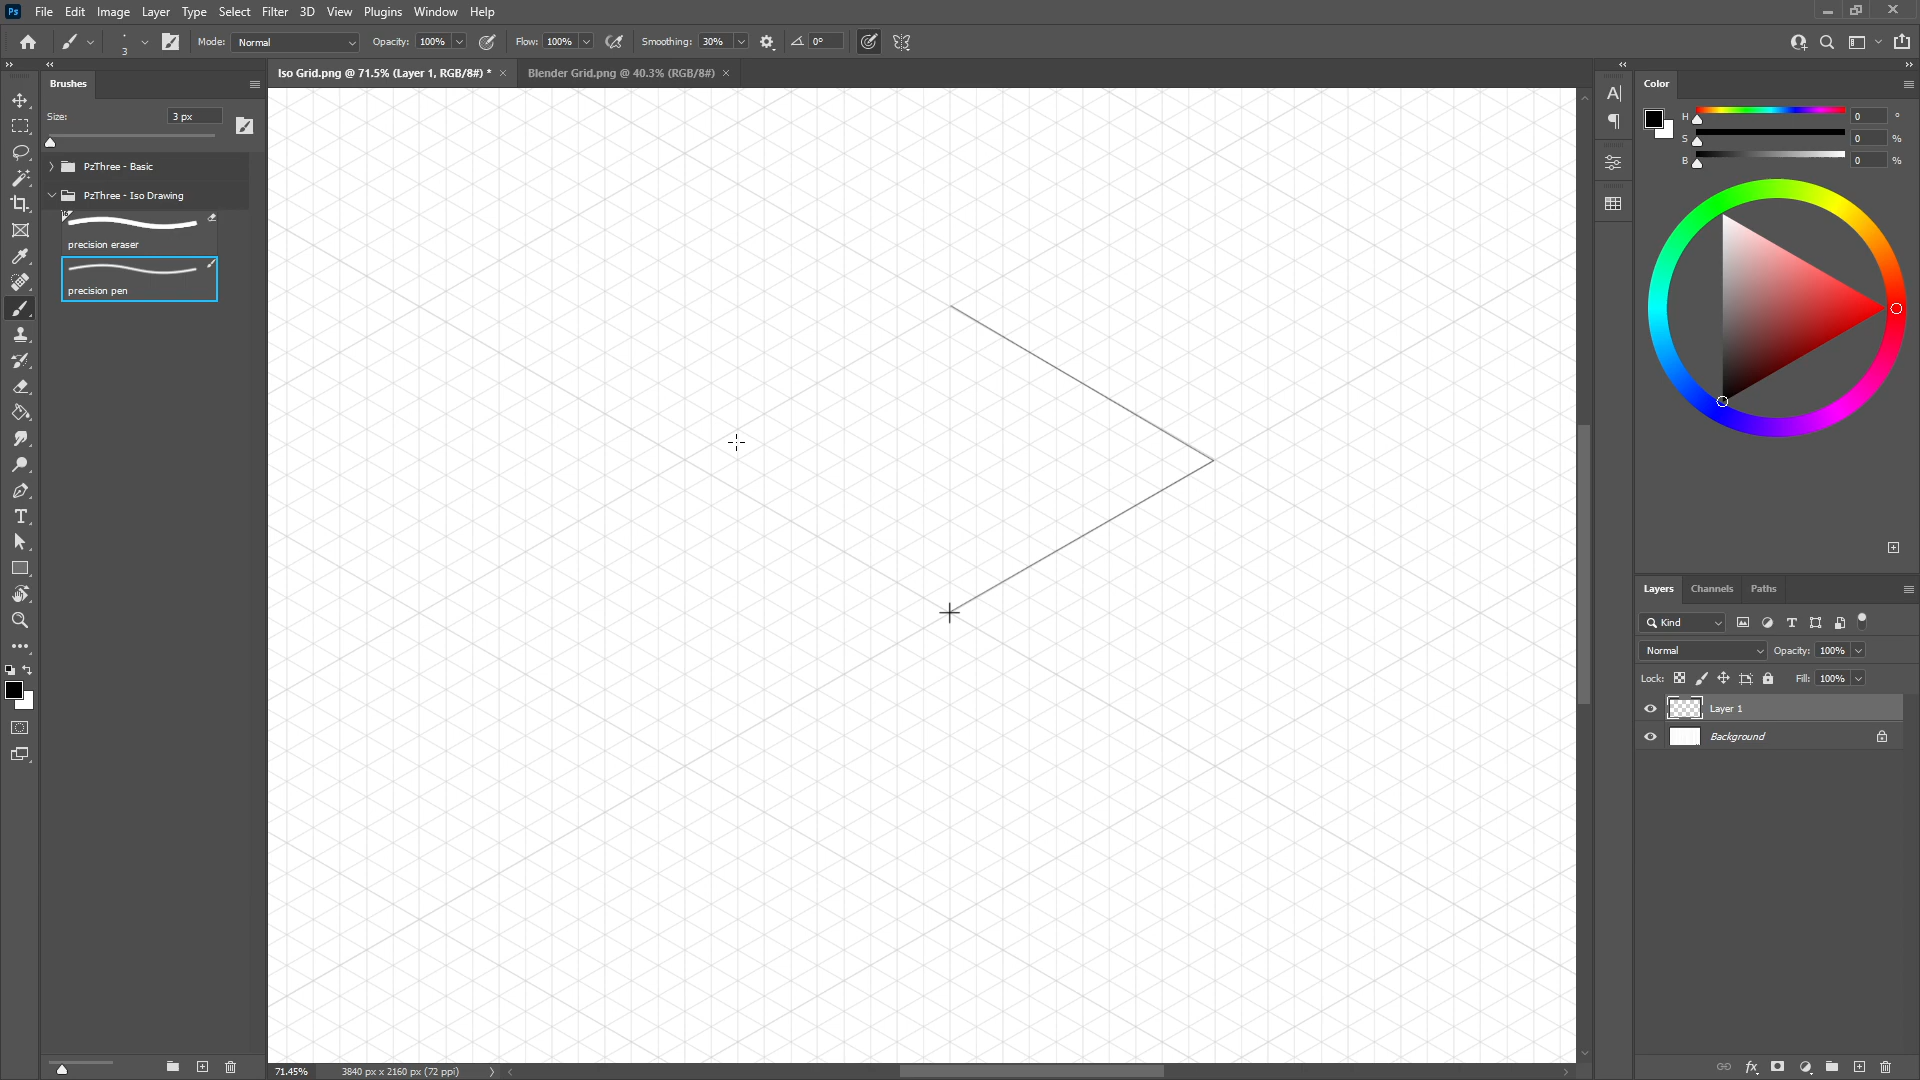 Ps File Edit Image Layer Type Select Filter 3D View Plugins Window Help
3 Mode: Normal Opacity: 100% Flow: 100% Smoothing: 30% 0°
Iso Grid.png @ 71.5% (Layer 1, RGB/8#) * × Blender Grid.png @ 40.3% (RGB/8#) ×
Brushes
Size: 3 px
PzThree - Basic
PzThree - Iso Drawing
precision eraser
precision pen
Color
H 0 °
S 0 %
B 0 %
Layers Channels Paths
Kind
Normal Opacity: 100%
Lock: Fill: 100%
Layer 1
Background
71.45% 3840 px x 2160 px (72 ppi)